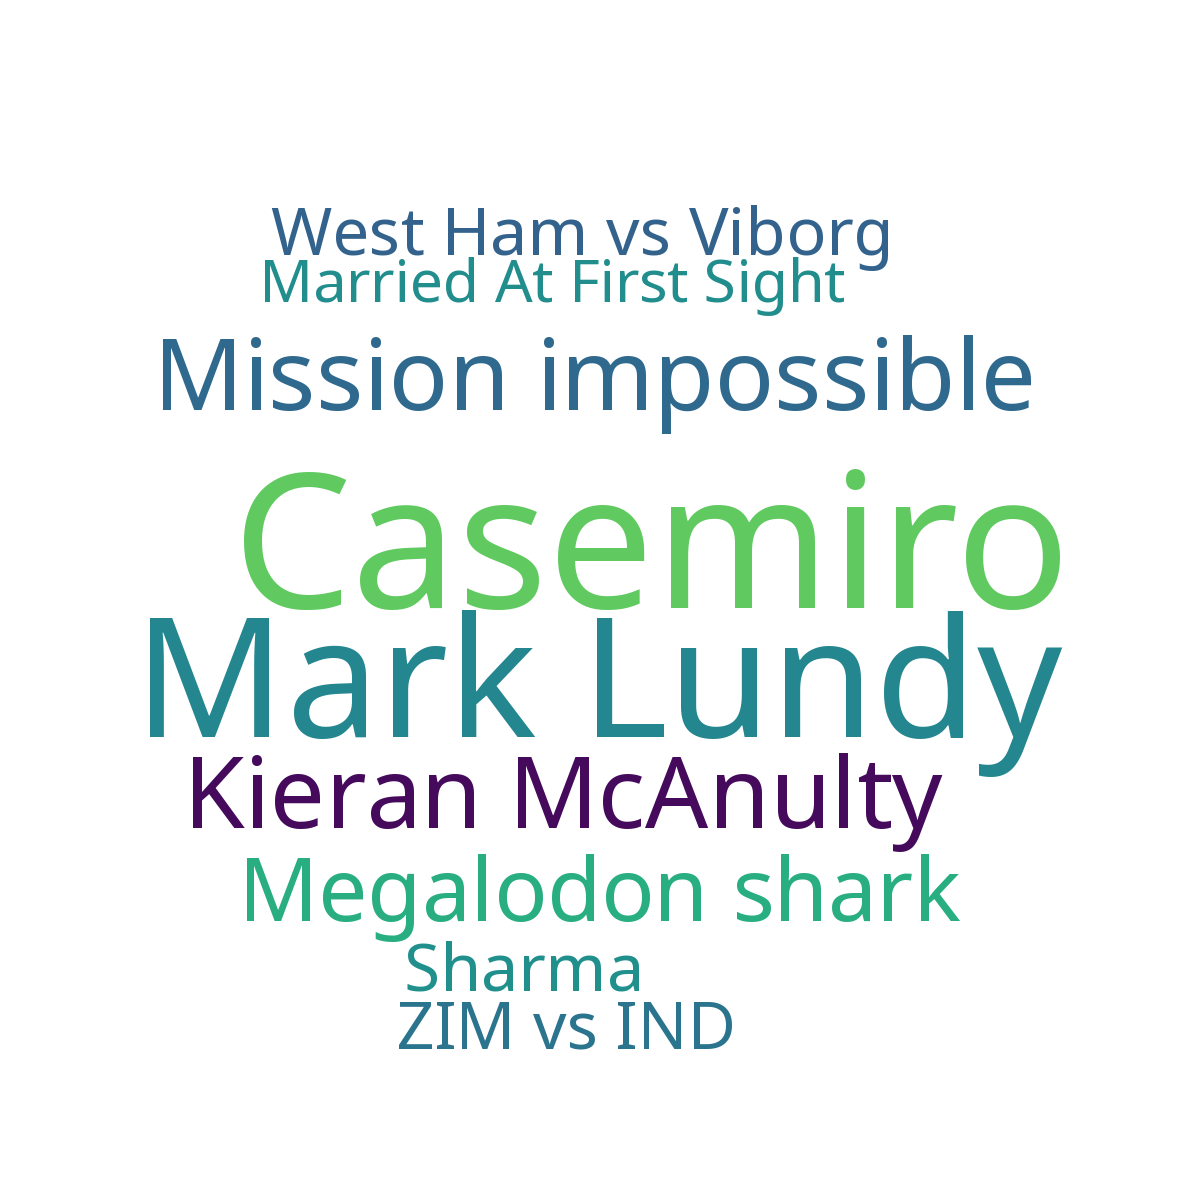 West Ham vs Viborg
Married At First Sight
Mission impossible
Casemiro
Mark Lundy
Kieran McAnulty
Megalodon shark
Sharma
ZIM vs IND